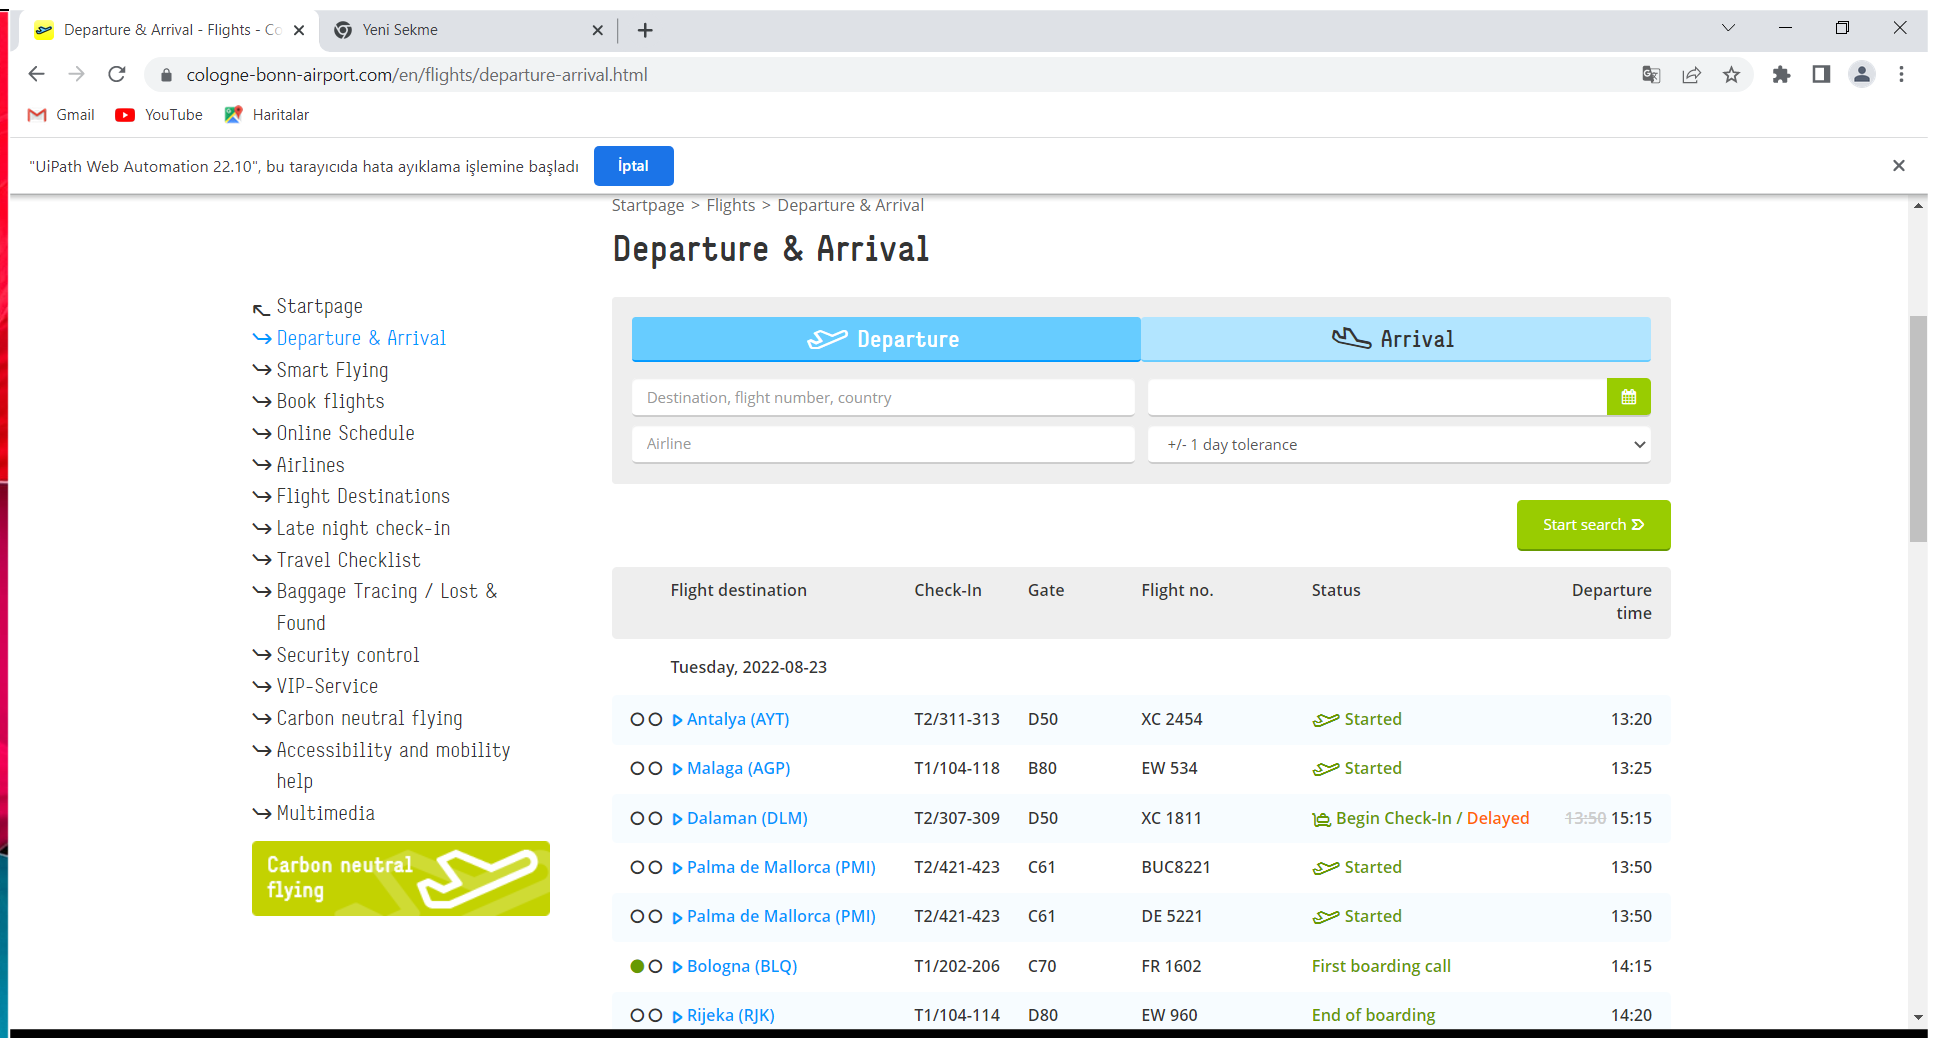 Departure & Arrival - Flights - Co
Yeni Sekme
cologne-bonn-airport.com/en/flights/departure-arrival.html
Gmail
YouTube
Haritalar
"UiPath Web Automation 22.10", bu tarayıcıda hata ayıklama işlemine başladı
İptal
Startpage > Flights > Departure & Arrival
Departure & Arrival
Startpage
Departure & Arrival
Smart Flying
Book flights
Online Schedule
Airlines
Flight Destinations
Late night check-in
Travel Checklist
Baggage Tracing / Lost &
Found
Security control
VIP-Service
Carbon neutral flying
Accessibility and mobility
help
Multimedia
Carbon neutral
flying
Departure
Arrival
Destination, flight number, country
Airline
+/- 1 day tolerance
Start search
Flight destination Check-In Gate Flight no. Status Departure
time
Tuesday, 2022-08-23
Antalya (AYT) T2/311-313 D50 XC 2454 Started 13:20
Malaga (AGP) T1/104-118 B80 EW 534 Started 13:25
Dalaman (DLM) T2/307-309 D50 XC 1811 Begin Check-In / Delayed 13:50 15:15
Palma de Mallorca (PMI) T2/421-423 C61 BUC8221 Started 13:50
Palma de Mallorca (PMI) T2/421-423 C61 DE 5221 Started 13:50
Bologna (BLQ) T1/202-206 C70 FR 1602 First boarding call 14:15
Rijeka (RJK) T1/104-114 D80 EW 960 End of boarding 14:20